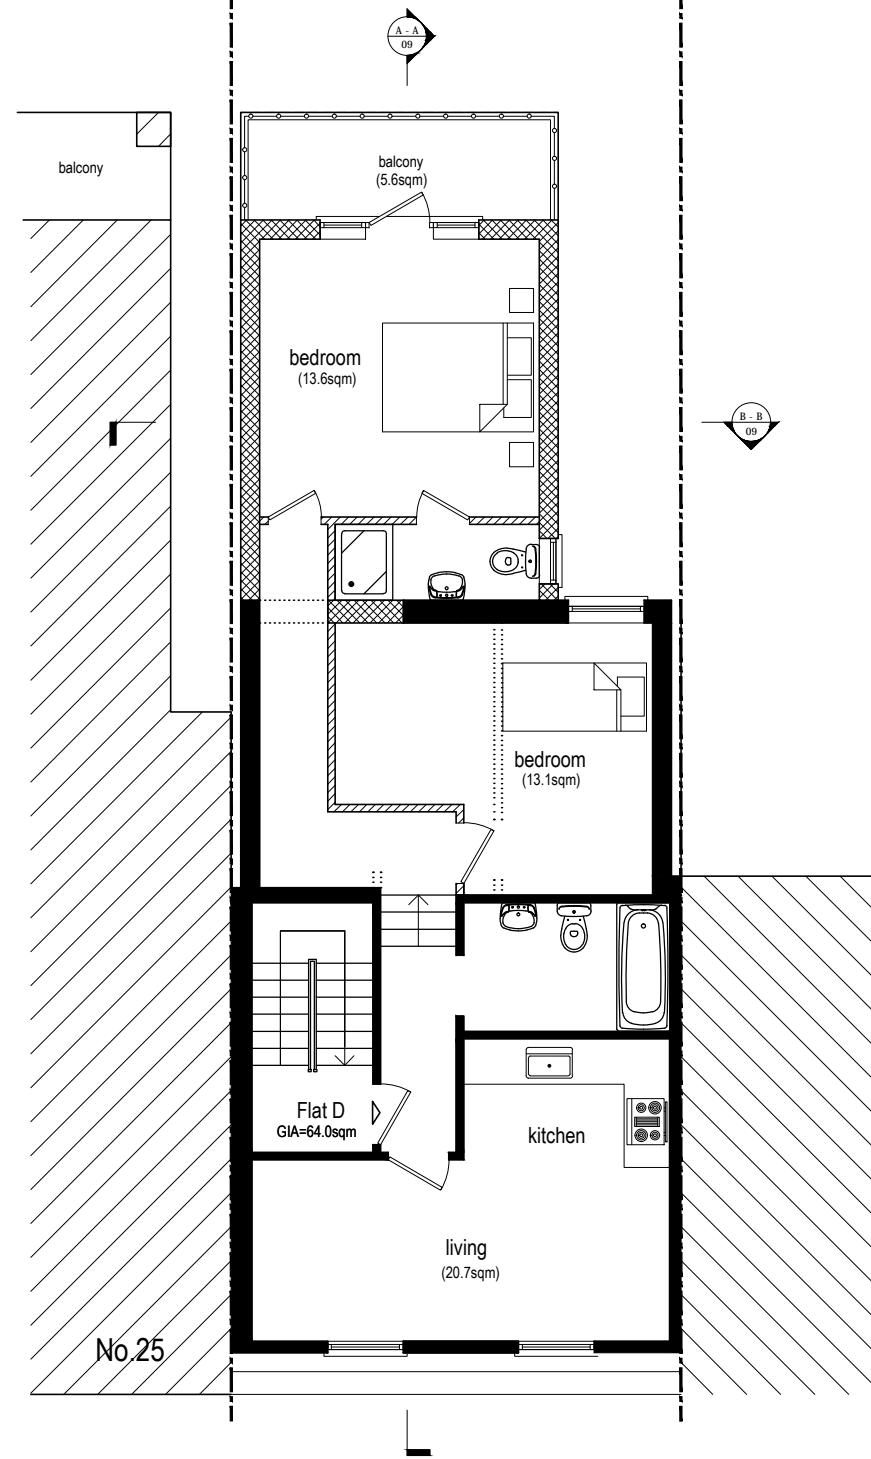 A - A
09
balcony
balcony
(5.6sqm)
bedroom
(13.6sqm)
B - B
09
bedroom
(13.1sqm)
Flat D
GIA=64.0sqm
kitchen
living
(20.7sqm)
No.25